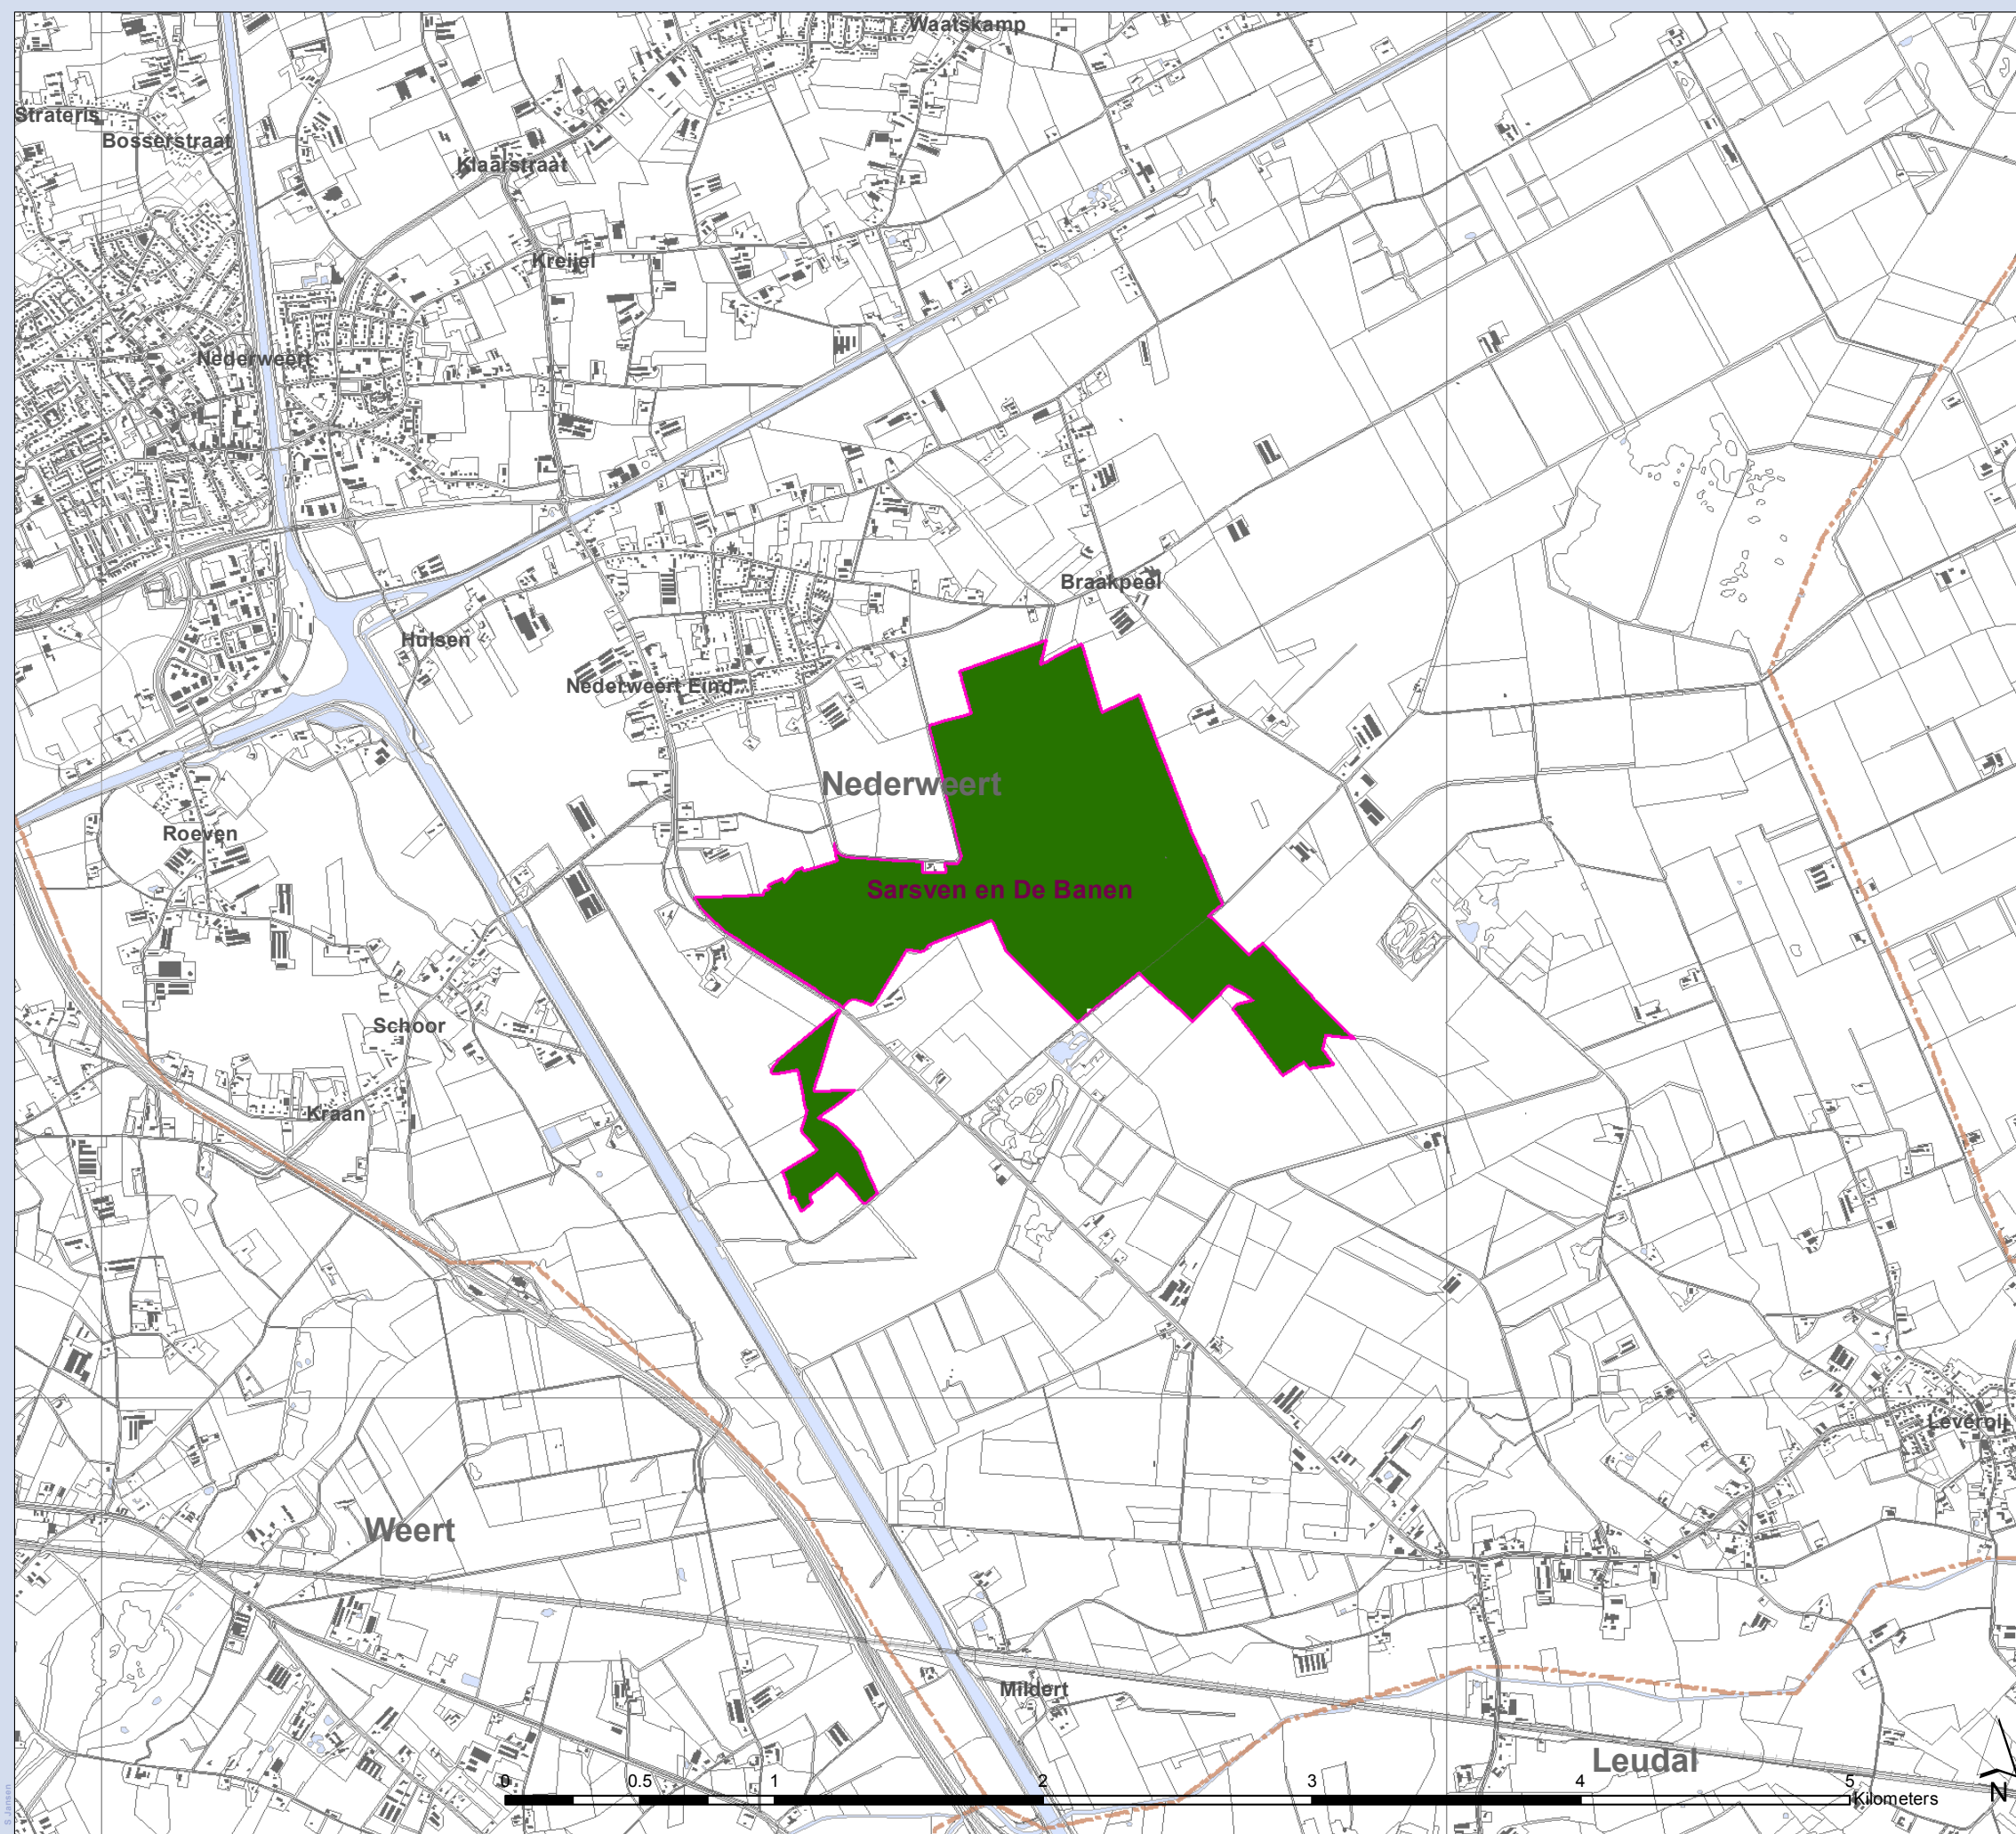 Waatskamp
Strateris
Bosserstraat
Klaarstraat
Kreijel
Nederweert
Braakpeel
Hulsen
Nederweert Eind
Nederweert
Roeven
Sarsven en De Banen
Schoor
Kraan
Leveroij
Weert
Mildert
Leudal
0 0.5 1 2 3 4 5
Kilometers
N
S Jansen